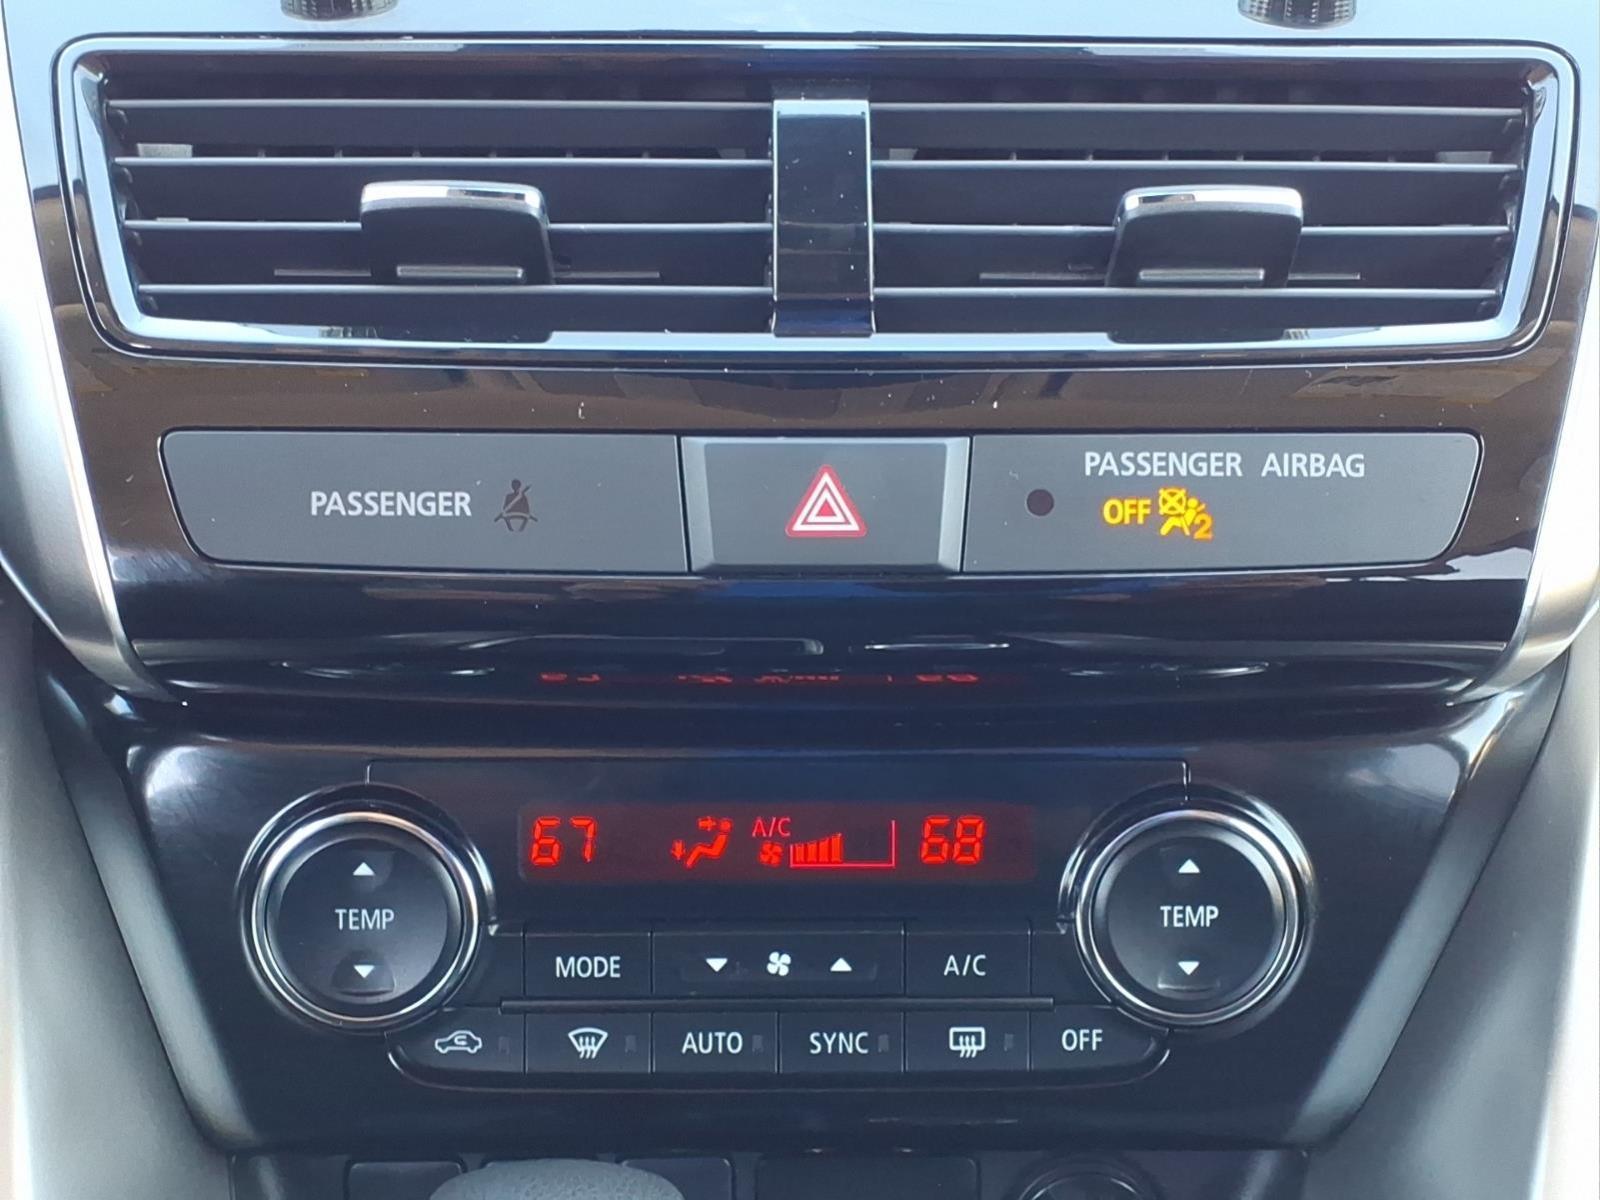 PASSENGER
PASSENGER AIRBAG
OFF 2
67 A/C 68
TEMP
TEMP
MODE A/C
AUTO SYNC OFF